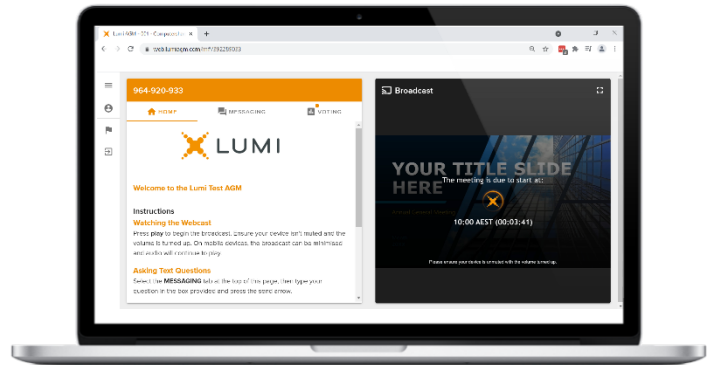 964-920-933
HOME
MESSAGING
VOTING
LUMI
Welcome to the Lumi Test AGM
Instructions
Watching the Webcast
Press play to begin the broadcast. Ensure your device isn't muted and the
volume is turned up. On mobile devices, the broadcast can be minimised
and audio will continue to play.
Asking Text Questions
Select the MESSAGING tab at the top of this page, then type your
question in the box provided and press the send arrow.
Broadcast
YOUR TITLE SLIDE
HERE
The meeting is due to start at:
10:00 AEST (00:03:41)
Please ensure your device is unmuted with the volume turned up.